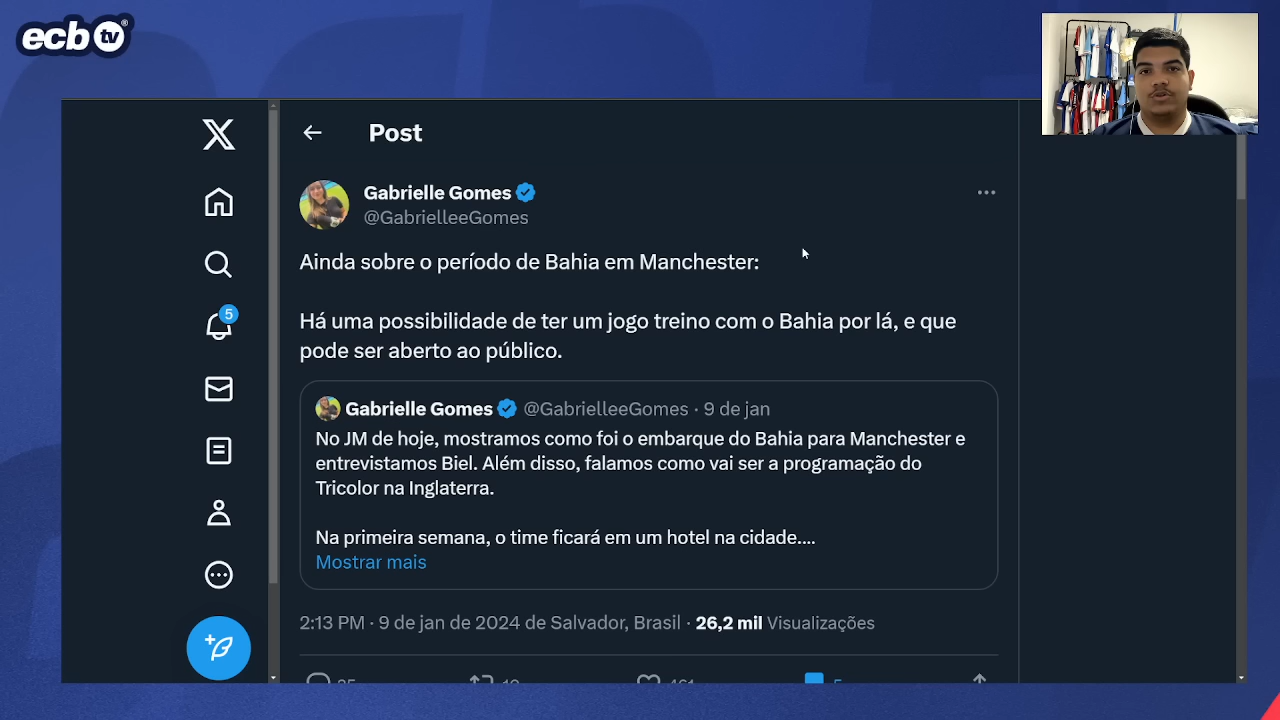 ecb tv
Post
Gabrielle Gomes
@GabrielleeGomes
Ainda sobre o período de Bahia em Manchester:
Há uma possibilidade de ter um jogo treino com o Bahia por lá, e que
pode ser aberto ao público.
5
Gabrielle Gomes @GabrielleeGomes · 9 de jan
No JM de hoje, mostramos como foi o embarque do Bahia para Manchester e
entrevistamos Biel. Além disso, falamos como vai ser a programação do
Tricolor na Inglaterra.
Na primeira semana, o time ficará em um hotel na cidade....
Mostrar mais
2:13 PM · 9 de jan de 2024 de Salvador, Brasil · 26,2 mil Visualizações